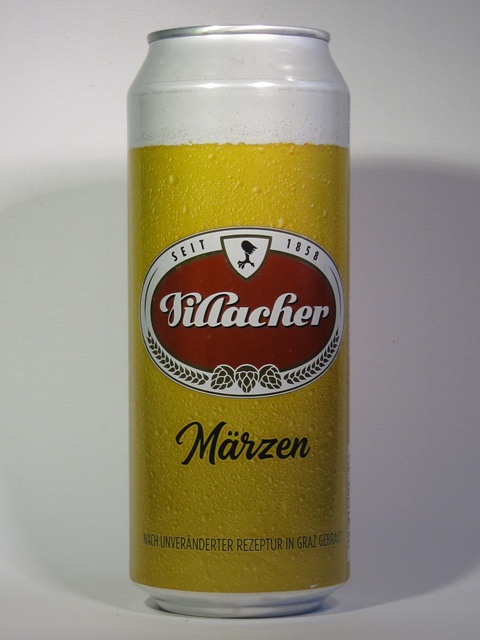 SEIT 1858
Villacher
Märzen
NACH UNVERÄNDERTER REZEPTUR IN GRAZ GEBRAUT